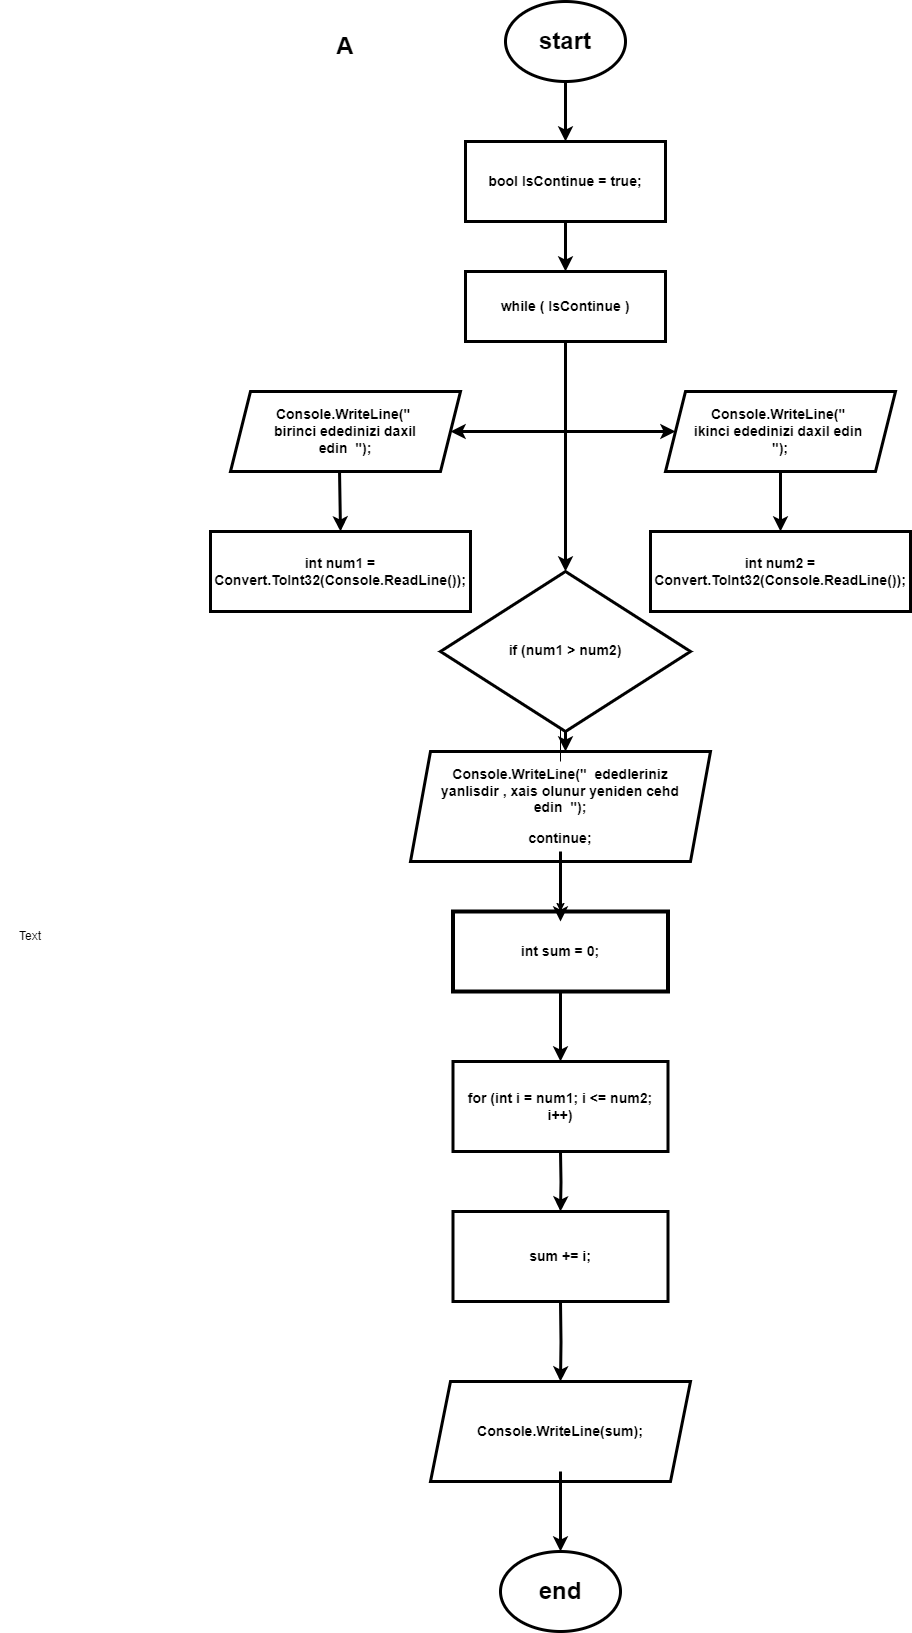 A
start
bool IsContinue = true;
while ( IsContinue )
Console.WriteLine("
birinci ededinizi daxil
edin ");
Console.WriteLine("
ikinci ededinizi daxil edin
");
int num1 =
Convert.ToInt32(Console.ReadLine());
int num2 =
Convert.ToInt32(Console.ReadLine());
if (num1 > num2)
Console.WriteLine(" ededleriniz
yanlisdir , xais olunur yeniden cehd
edin ");
continue;
Text
int sum = 0;
for (int i = num1; i <= num2;
i++)
sum += i;
Console.WriteLine(sum);
end